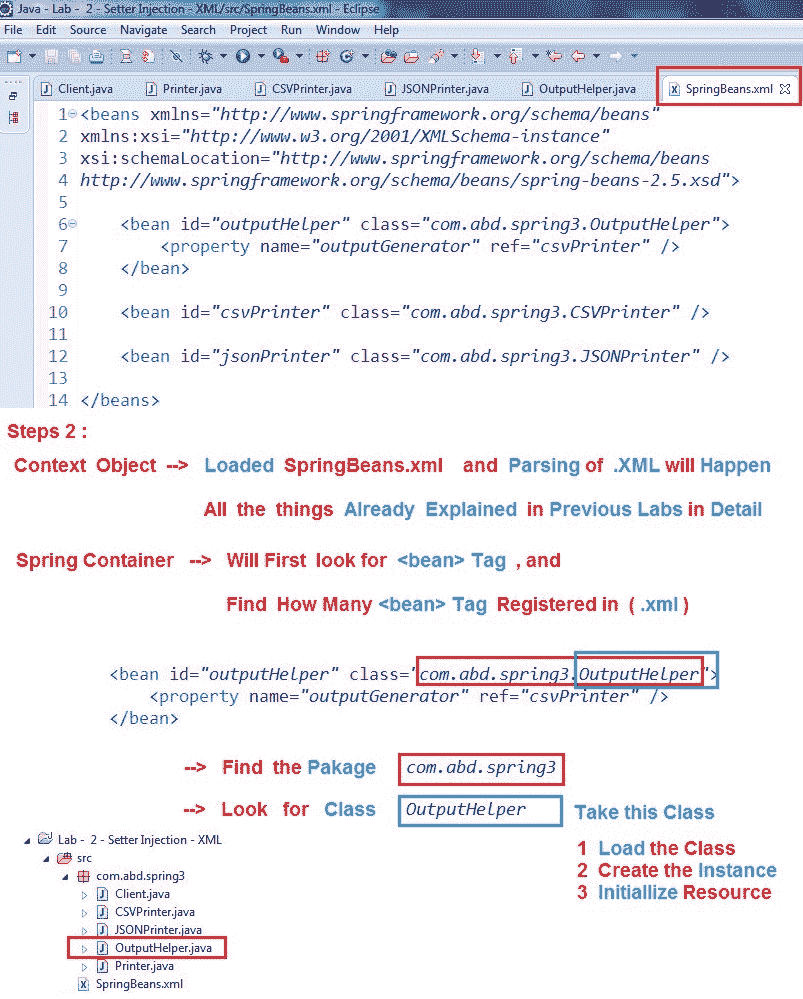 Java - Lab - 2 - Setter Injection - XML/src/SpringBeans.xml - Eclipse
File Edit Source Navigate Search Project Run Window Help
Client.java Printer.java CSVPrinter.java JSONPrinter.java OutputHelper.java SpringBeans.xml
1 <beans xmlns="http://www.springframework.org/schema/beans"
2 xmlns:xsi="http://www.w3.org/2001/XMLSchema-instance"
3 xsi:schemaLocation="http://www.springframework.org/schema/beans
4 http://www.springframework.org/schema/beans/spring-beans-2.5.xsd">
5
6 <bean id="outputHelper" class="com.abd.spring3.OutputHelper">
7 <property name="outputGenerator" ref="csvPrinter" />
8 </bean>
9
10 <bean id="csvPrinter" class="com.abd.spring3.CSVPrinter" />
11
12 <bean id="jsonPrinter" class="com.abd.spring3.JSONPrinter" />
13
14 </beans>
Steps 2 :
Context Object --> Loaded SpringBeans.xml and Parsing of .XML will Happen
All the things Already Explained in Previous Labs in Detail
Spring Container --> Will First look for <bean> Tag , and
Find How Many <bean> Tag Registered in ( .xml )
<bean id="outputHelper" class="com.abd.spring3.OutputHelper">
<property name="outputGenerator" ref="csvPrinter" />
</bean>
--> Find the Pakage com.abd.spring3
--> Look for Class OutputHelper Take this Class
1 Load the Class
2 Create the Instance
3 Initiallize Resource
Lab - 2 - Setter Injection - XML
src
com.abd.spring3
Client.java
CSVPrinter.java
JSONPrinter.java
OutputHelper.java
Printer.java
SpringBeans.xml